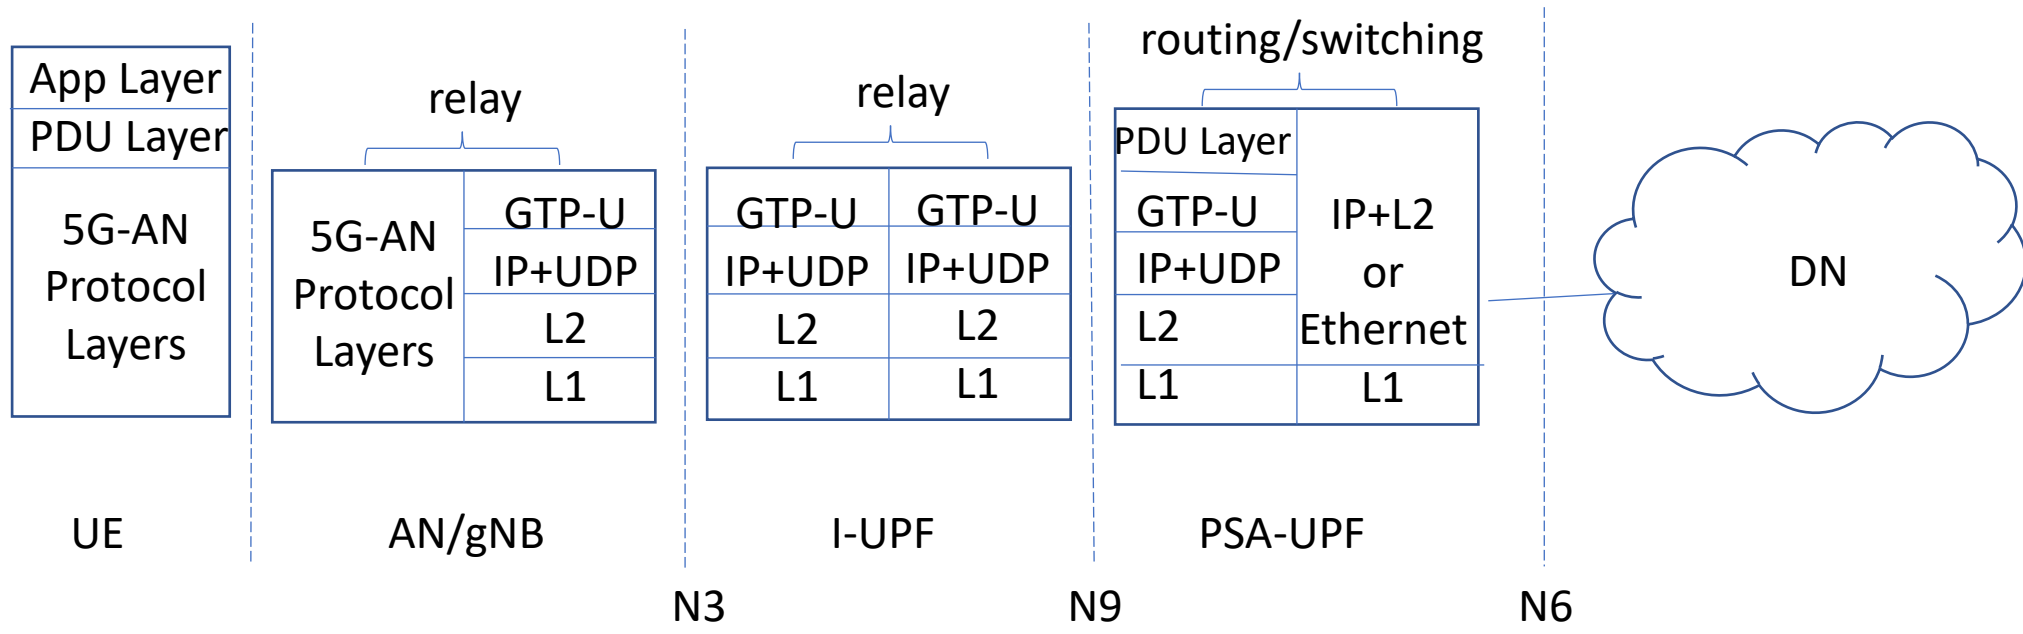 App Layer
PDU Layer
5G-AN
Protocol
Layers
UE
relay
5G-AN
Protocol
Layers
GTP-U
IP+UDP
L2
L1
AN/gNB
N3
relay
GTP-U
IP+UDP
L2
L1
GTP-U
IP+UDP
L2
L1
I-UPF
N9
routing/switching
PDU Layer
GTP-U
IP+UDP
L2
L1
IP+L2
or
Ethernet
L1
PSA-UPF
N6
DN